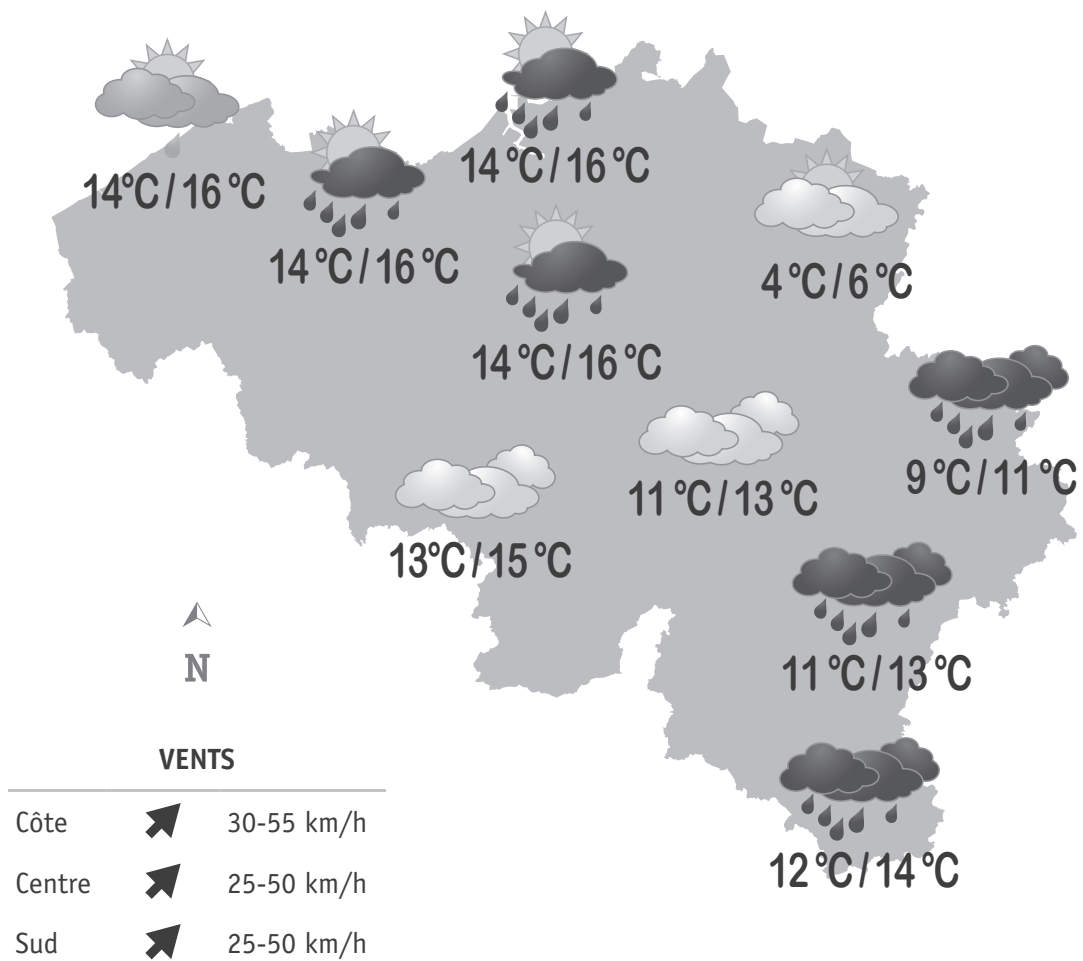 14 °C / 16 °C
14 °C / 16 °C
14 °C / 16 °C
4 °C / 6 °C
14 °C / 16 °C
9 °C / 11 °C
11 °C / 13 °C
13 °C / 15 °C
11 °C / 13 °C
12 °C / 14 °C
N
VENTS
Côte 30-55 km/h
Centre 25-50 km/h
Sud 25-50 km/h